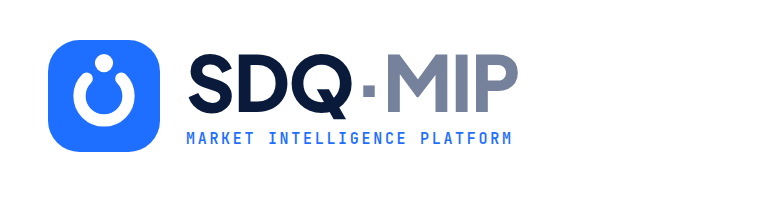 SDQ·MIP
MARKET INTELLIGENCE PLATFORM